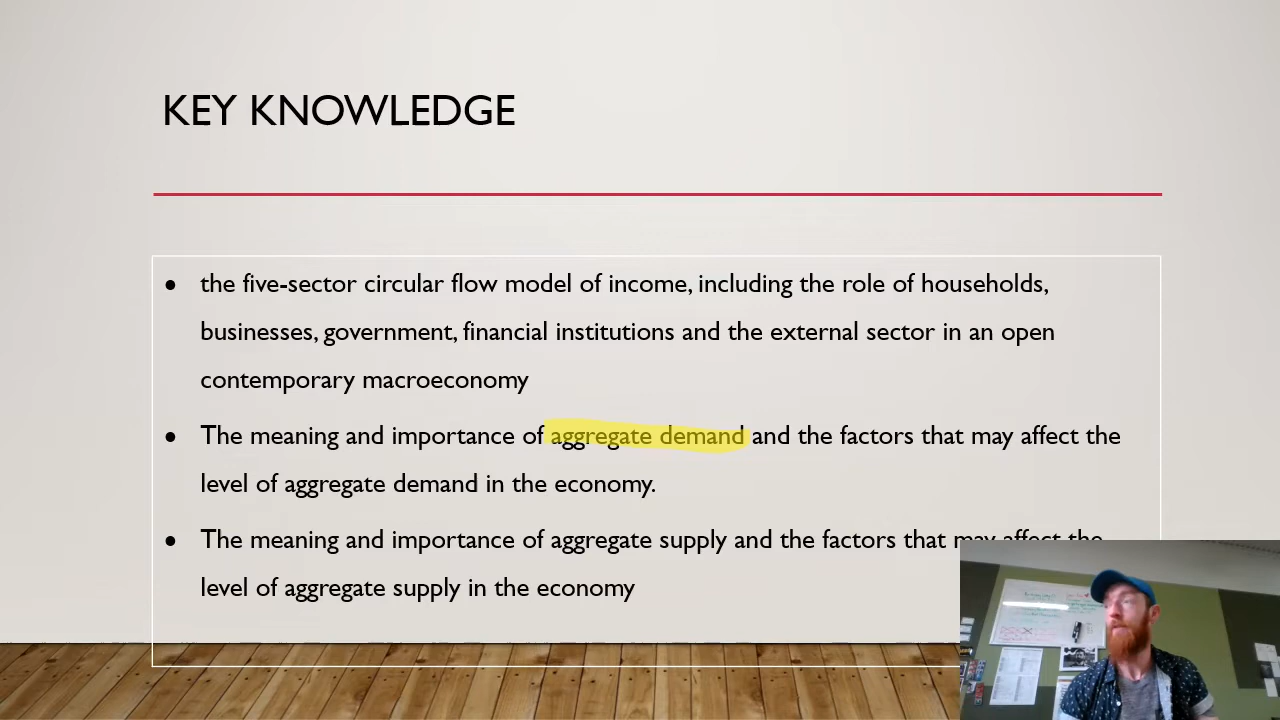 KEY KNOWLEDGE
• the five-sector circular flow model of income, including the role of households,
businesses, government, financial institutions and the external sector in an open
contemporary macroeconomy
• The meaning and importance of aggregate demand and the factors that may affect the
level of aggregate demand in the economy.
• The meaning and importance of aggregate supply and the factors that may affect the
level of aggregate supply in the economy